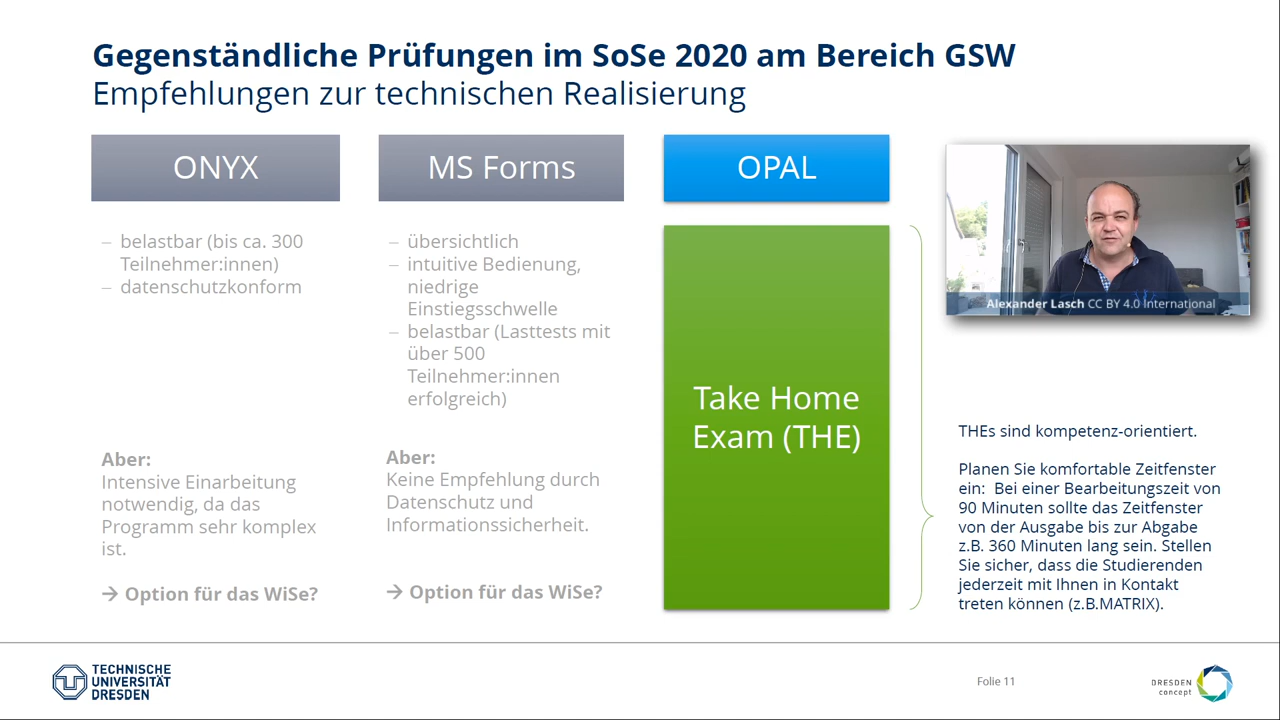 Gegenständliche Prüfungen im SoSe 2020 am Bereich GSW
Empfehlungen zur technischen Realisierung
ONYX
– belastbar (bis ca. 300
Teilnehmer:innen)
– datenschutzkonform
Aber:
Intensive Einarbeitung
notwendig, da das
Programm sehr komplex
ist.
→ Option für das WiSe?
MS Forms
– übersichtlich
– intuitive Bedienung,
niedrige
Einstiegsschwelle
– belastbar (Lasttests mit
über 500
Teilnehmer:innen
erfolgreich)
Aber:
Keine Empfehlung durch
Datenschutz und
Informationssicherheit.
→ Option für das WiSe?
OPAL
Take Home
Exam (THE)
Alexander Lasch CC BY 4.0 International
THEs sind kompetenz-orientiert.
Planen Sie komfortable Zeitfenster
ein: Bei einer Bearbeitungszeit von
90 Minuten sollte das Zeitfenster
von der Ausgabe bis zur Abgabe
z.B. 360 Minuten lang sein. Stellen
Sie sicher, dass die Studierenden
jederzeit mit Ihnen in Kontakt
treten können (z.B.MATRIX).
TECHNISCHE
UNIVERSITÄT
DRESDEN
Folie 11
DRESDEN
concept